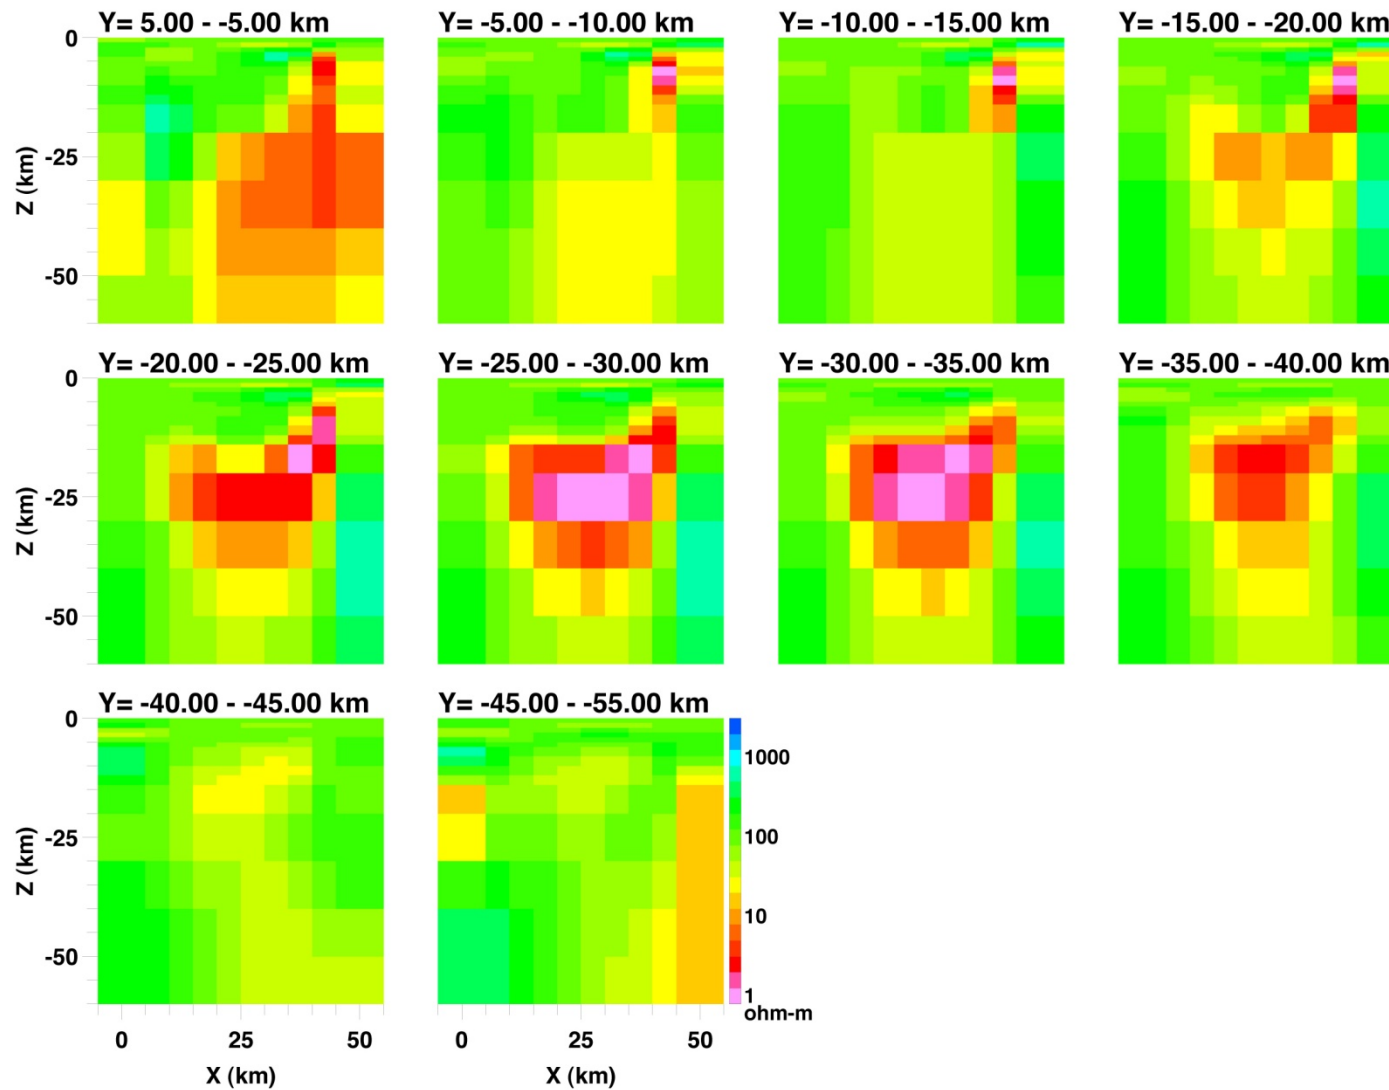 Y= 5.00 - -5.00 km
Y= -5.00 - -10.00 km
Y= -10.00 - -15.00 km
Y= -15.00 - -20.00 km
0
-25
-50
Z (km)
Y= -20.00 - -25.00 km
Y= -25.00 - -30.00 km
Y= -30.00 - -35.00 km
Y= -35.00 - -40.00 km
0
-25
-50
Z (km)
Y= -40.00 - -45.00 km
Y= -45.00 - -55.00 km
0
-25
-50
Z (km)
1000
100
10
1
ohm-m
0 25 50
0 25 50
X (km)
X (km)